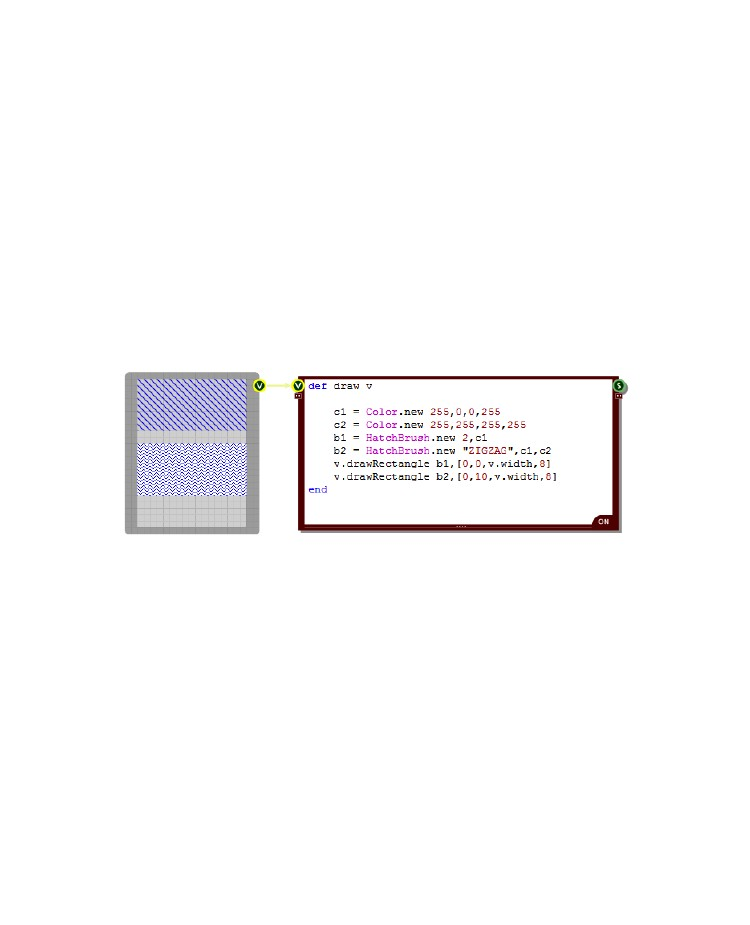 V
V
S
def draw v
c1 = Color.new 255,0,0,255
c2 = Color.new 255,255,255,255
b1 = HatchBrush.new 2,c1
b2 = HatchBrush.new "ZIGZAG",c1,c2
v.drawRectangle b1,[0,0,v.width,8]
v.drawRectangle b2,[0,10,v.width,8]
end
ON